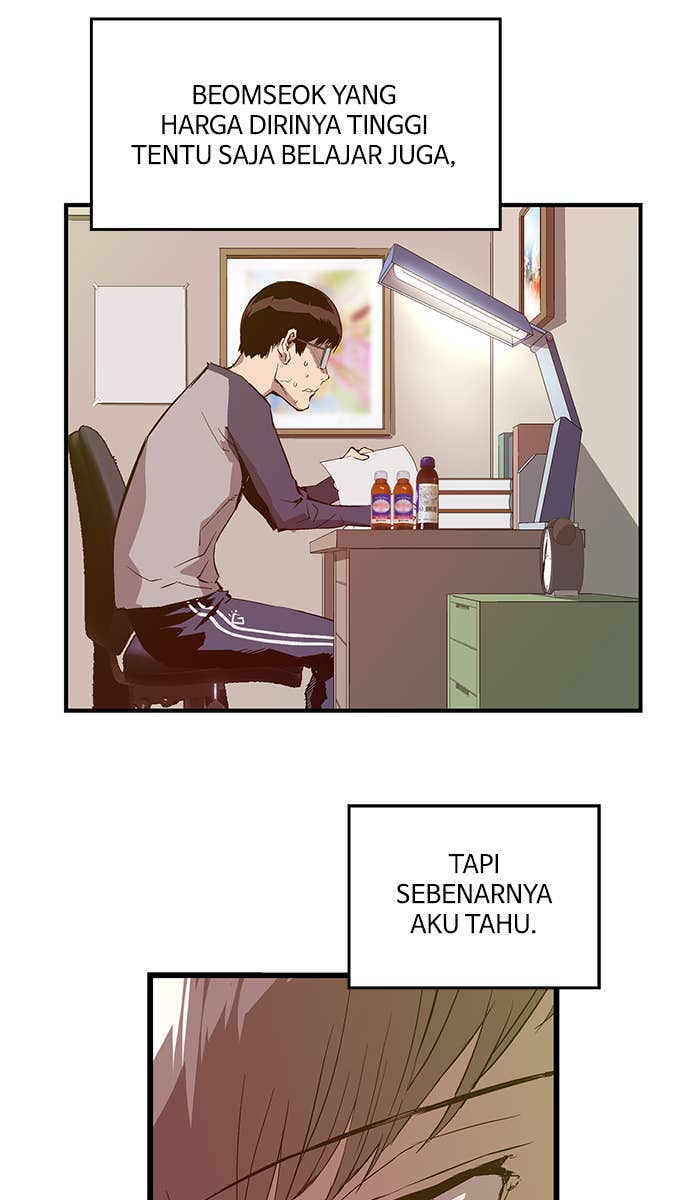 BEOMSEOK YANG
HARGA DIRINYA TINGGI
TENTU SAJA BELAJAR JUGA,
TAPI
SEBENARNYA
AKU TAHU.